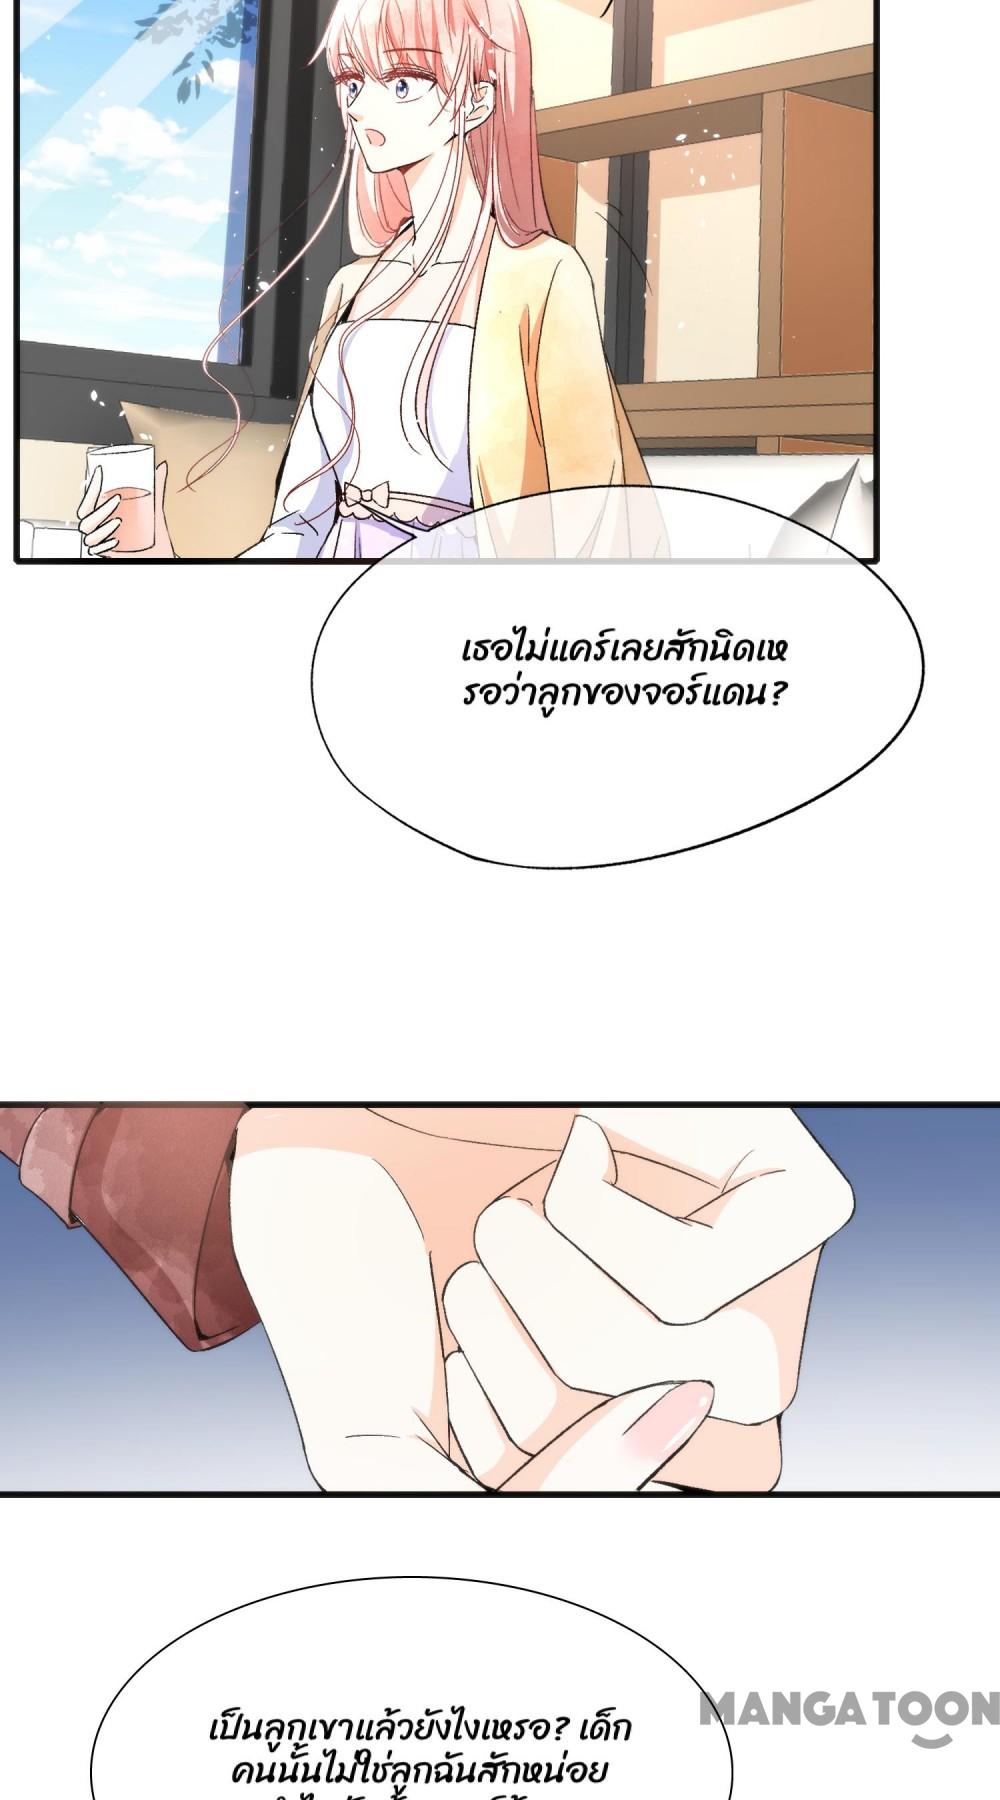 เธอไม่แคร์เลยสักนิดเห
รอว่าลูกของจอร์แดน?
MANGATOON
เป็นลูกเขาแล้วยังไงเหรอ? เด็ก
คนนั้นไม่ใช่ลูกฉันสักหน่อย